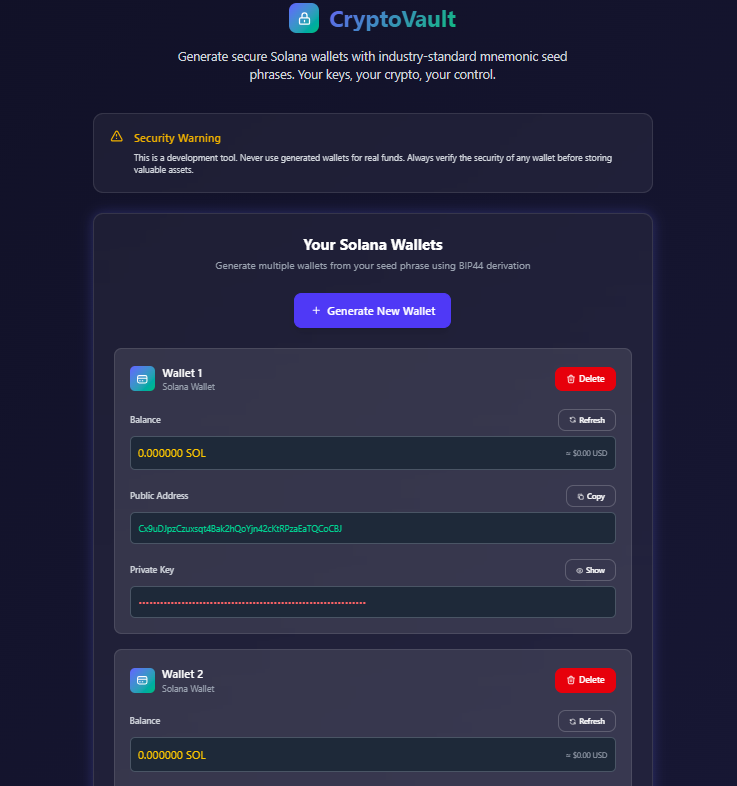 CryptoVault
Generate secure Solana wallets with industry-standard mnemonic seed
phrases. Your keys, your crypto, your control.
Security Warning
This is a development tool. Never use generated wallets for real funds. Always verify the security of any wallet before storing
valuable assets.
Your Solana Wallets
Generate multiple wallets from your seed phrase using BIP44 derivation
+ Generate New Wallet
Wallet 1
Solana Wallet
Delete
Balance
Refresh
0.000000 SOL
≈ $0.00 USD
Public Address
Copy
Cx9uDJpzCzuxsqt4Bak2hQoYjn42cKtRPzaEaTQCoCBJ
Private Key
Show
Wallet 2
Solana Wallet
Delete
Balance
Refresh
0.000000 SOL
≈ $0.00 USD